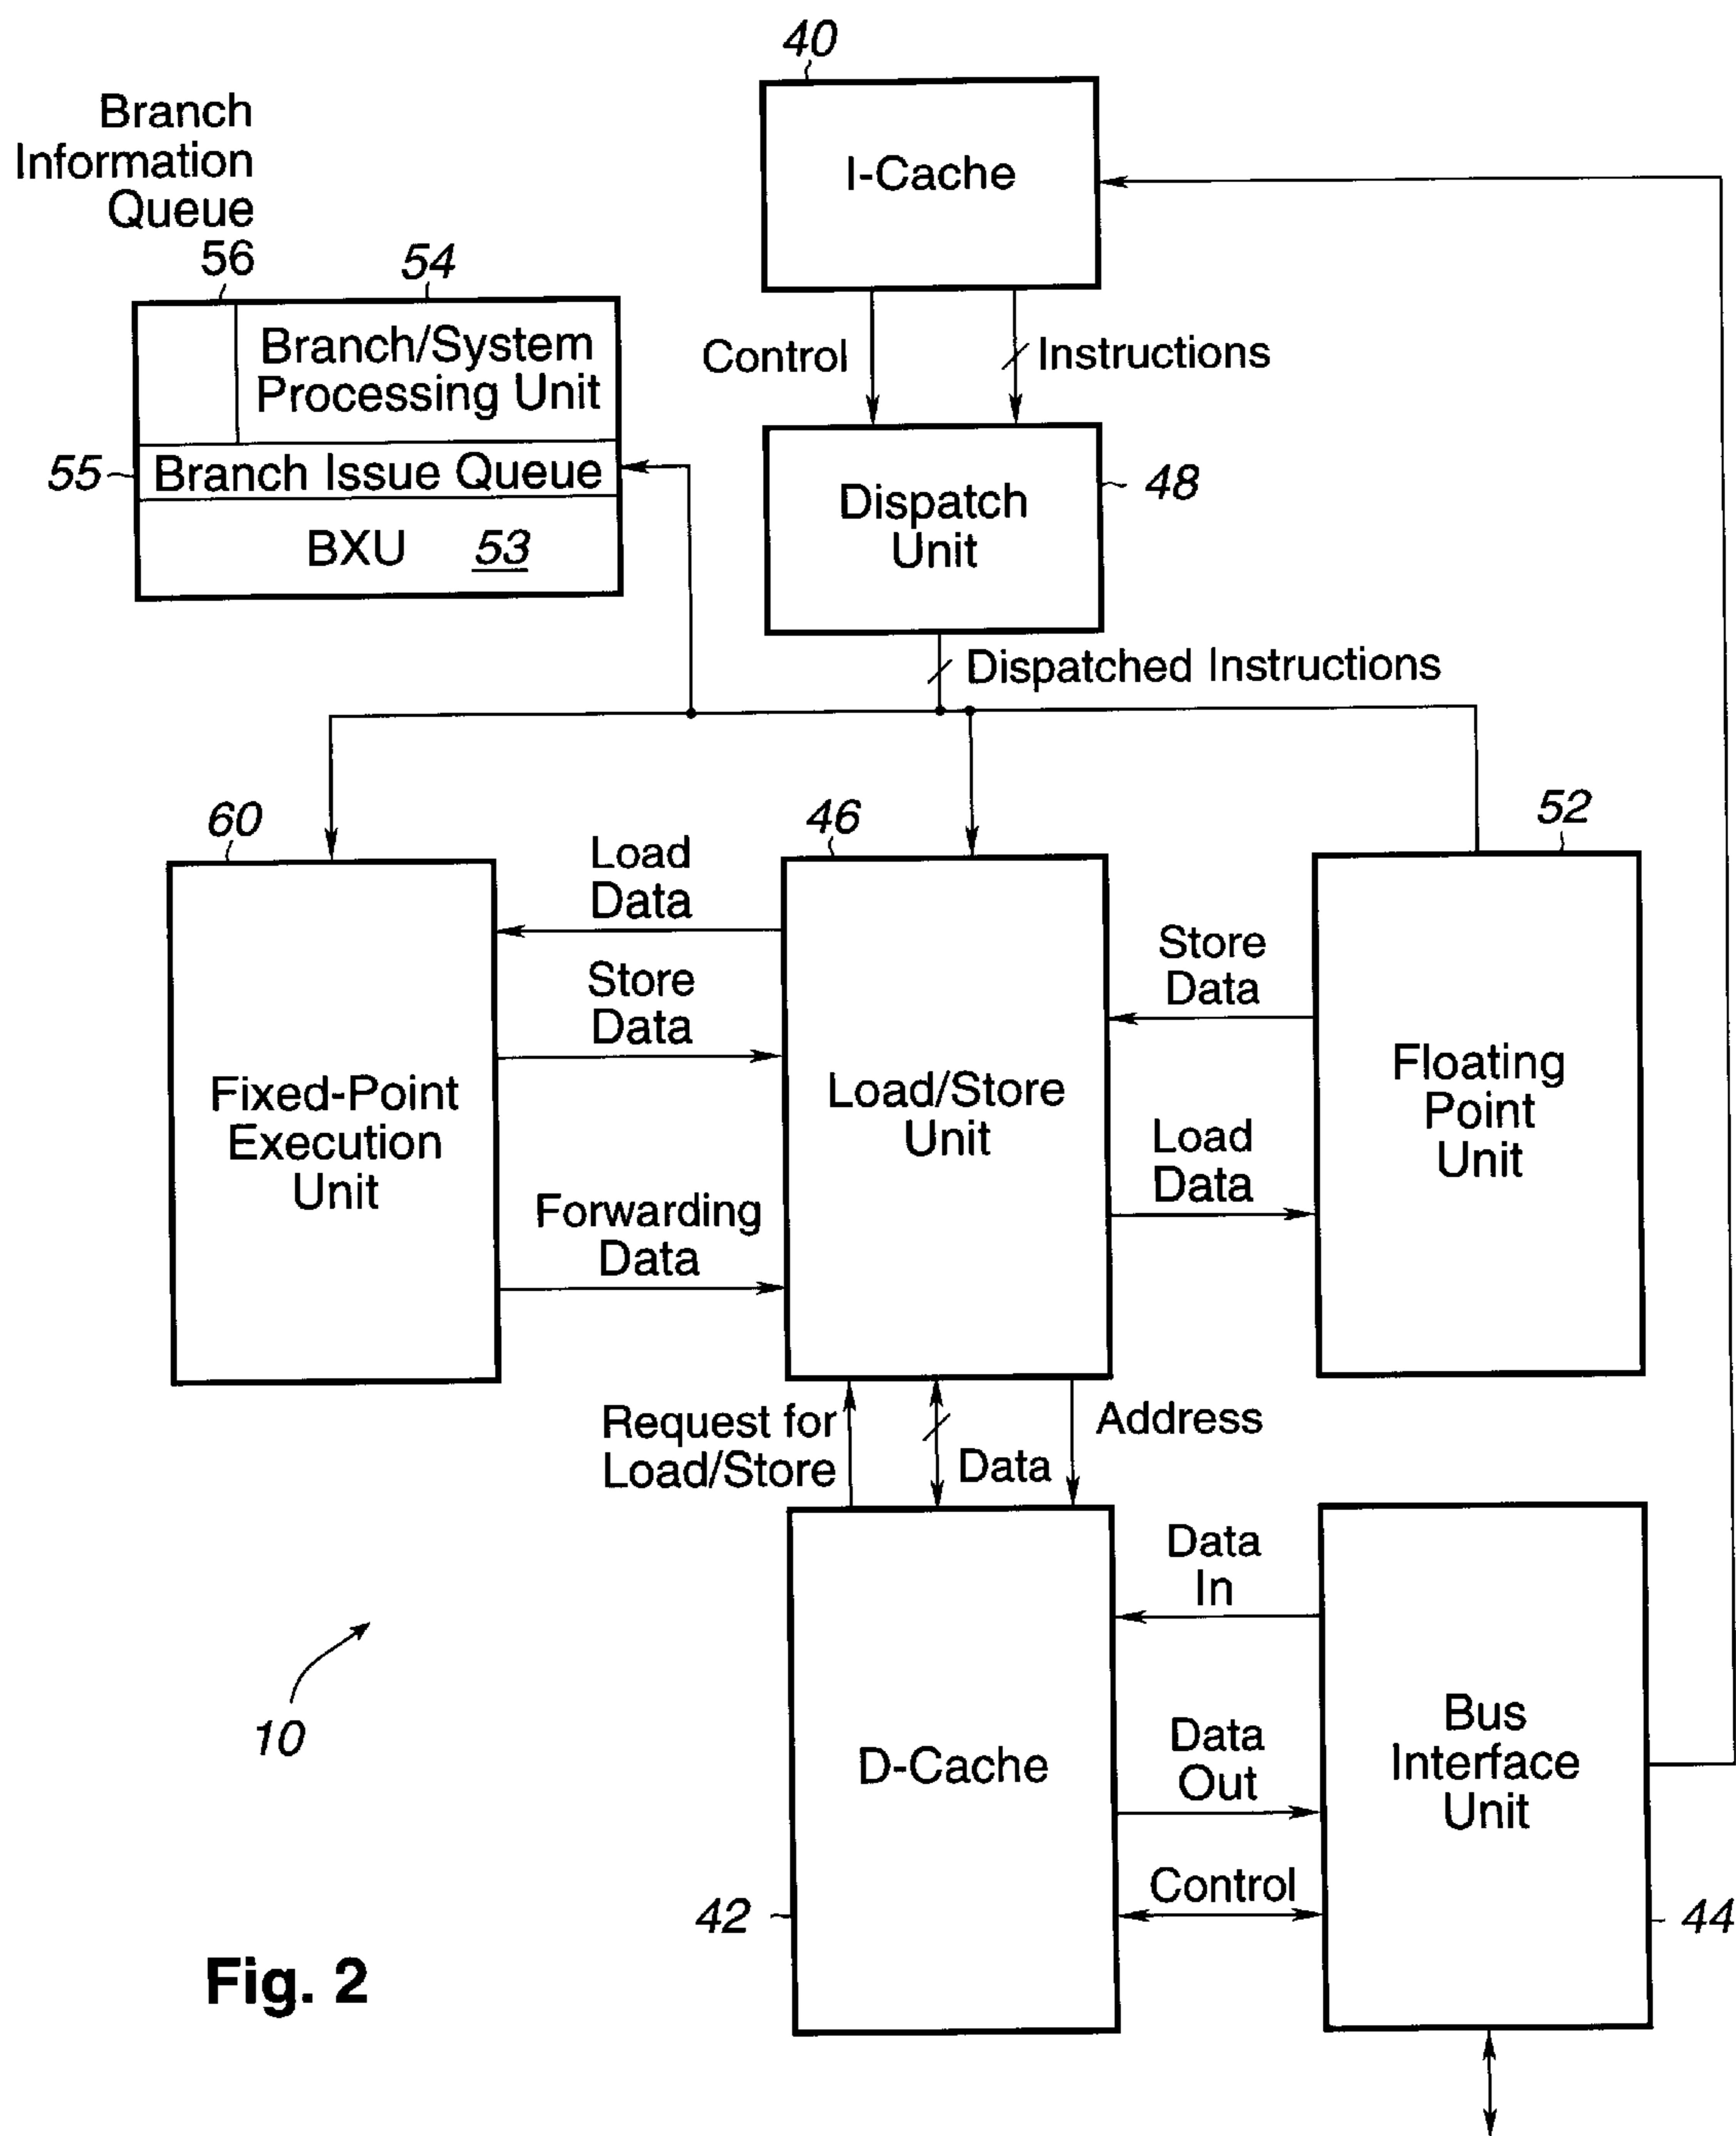 40
I-Cache
Branch
Information
Queue
56
54
Branch/System
Processing Unit
55
Branch Issue Queue
BXU 53
Control
Instructions
Dispatch
Unit
48
Dispatched Instructions
60
46
52
Load
Data
Store
Data
Fixed-Point
Execution
Unit
Forwarding
Data
Load/Store
Unit
Store
Data
Load
Data
Floating
Point
Unit
Request for
Load/Store
Data
Address
Data
In
Data
Out
Control
D-Cache
42
Bus
Interface
Unit
44
10
Fig. 2